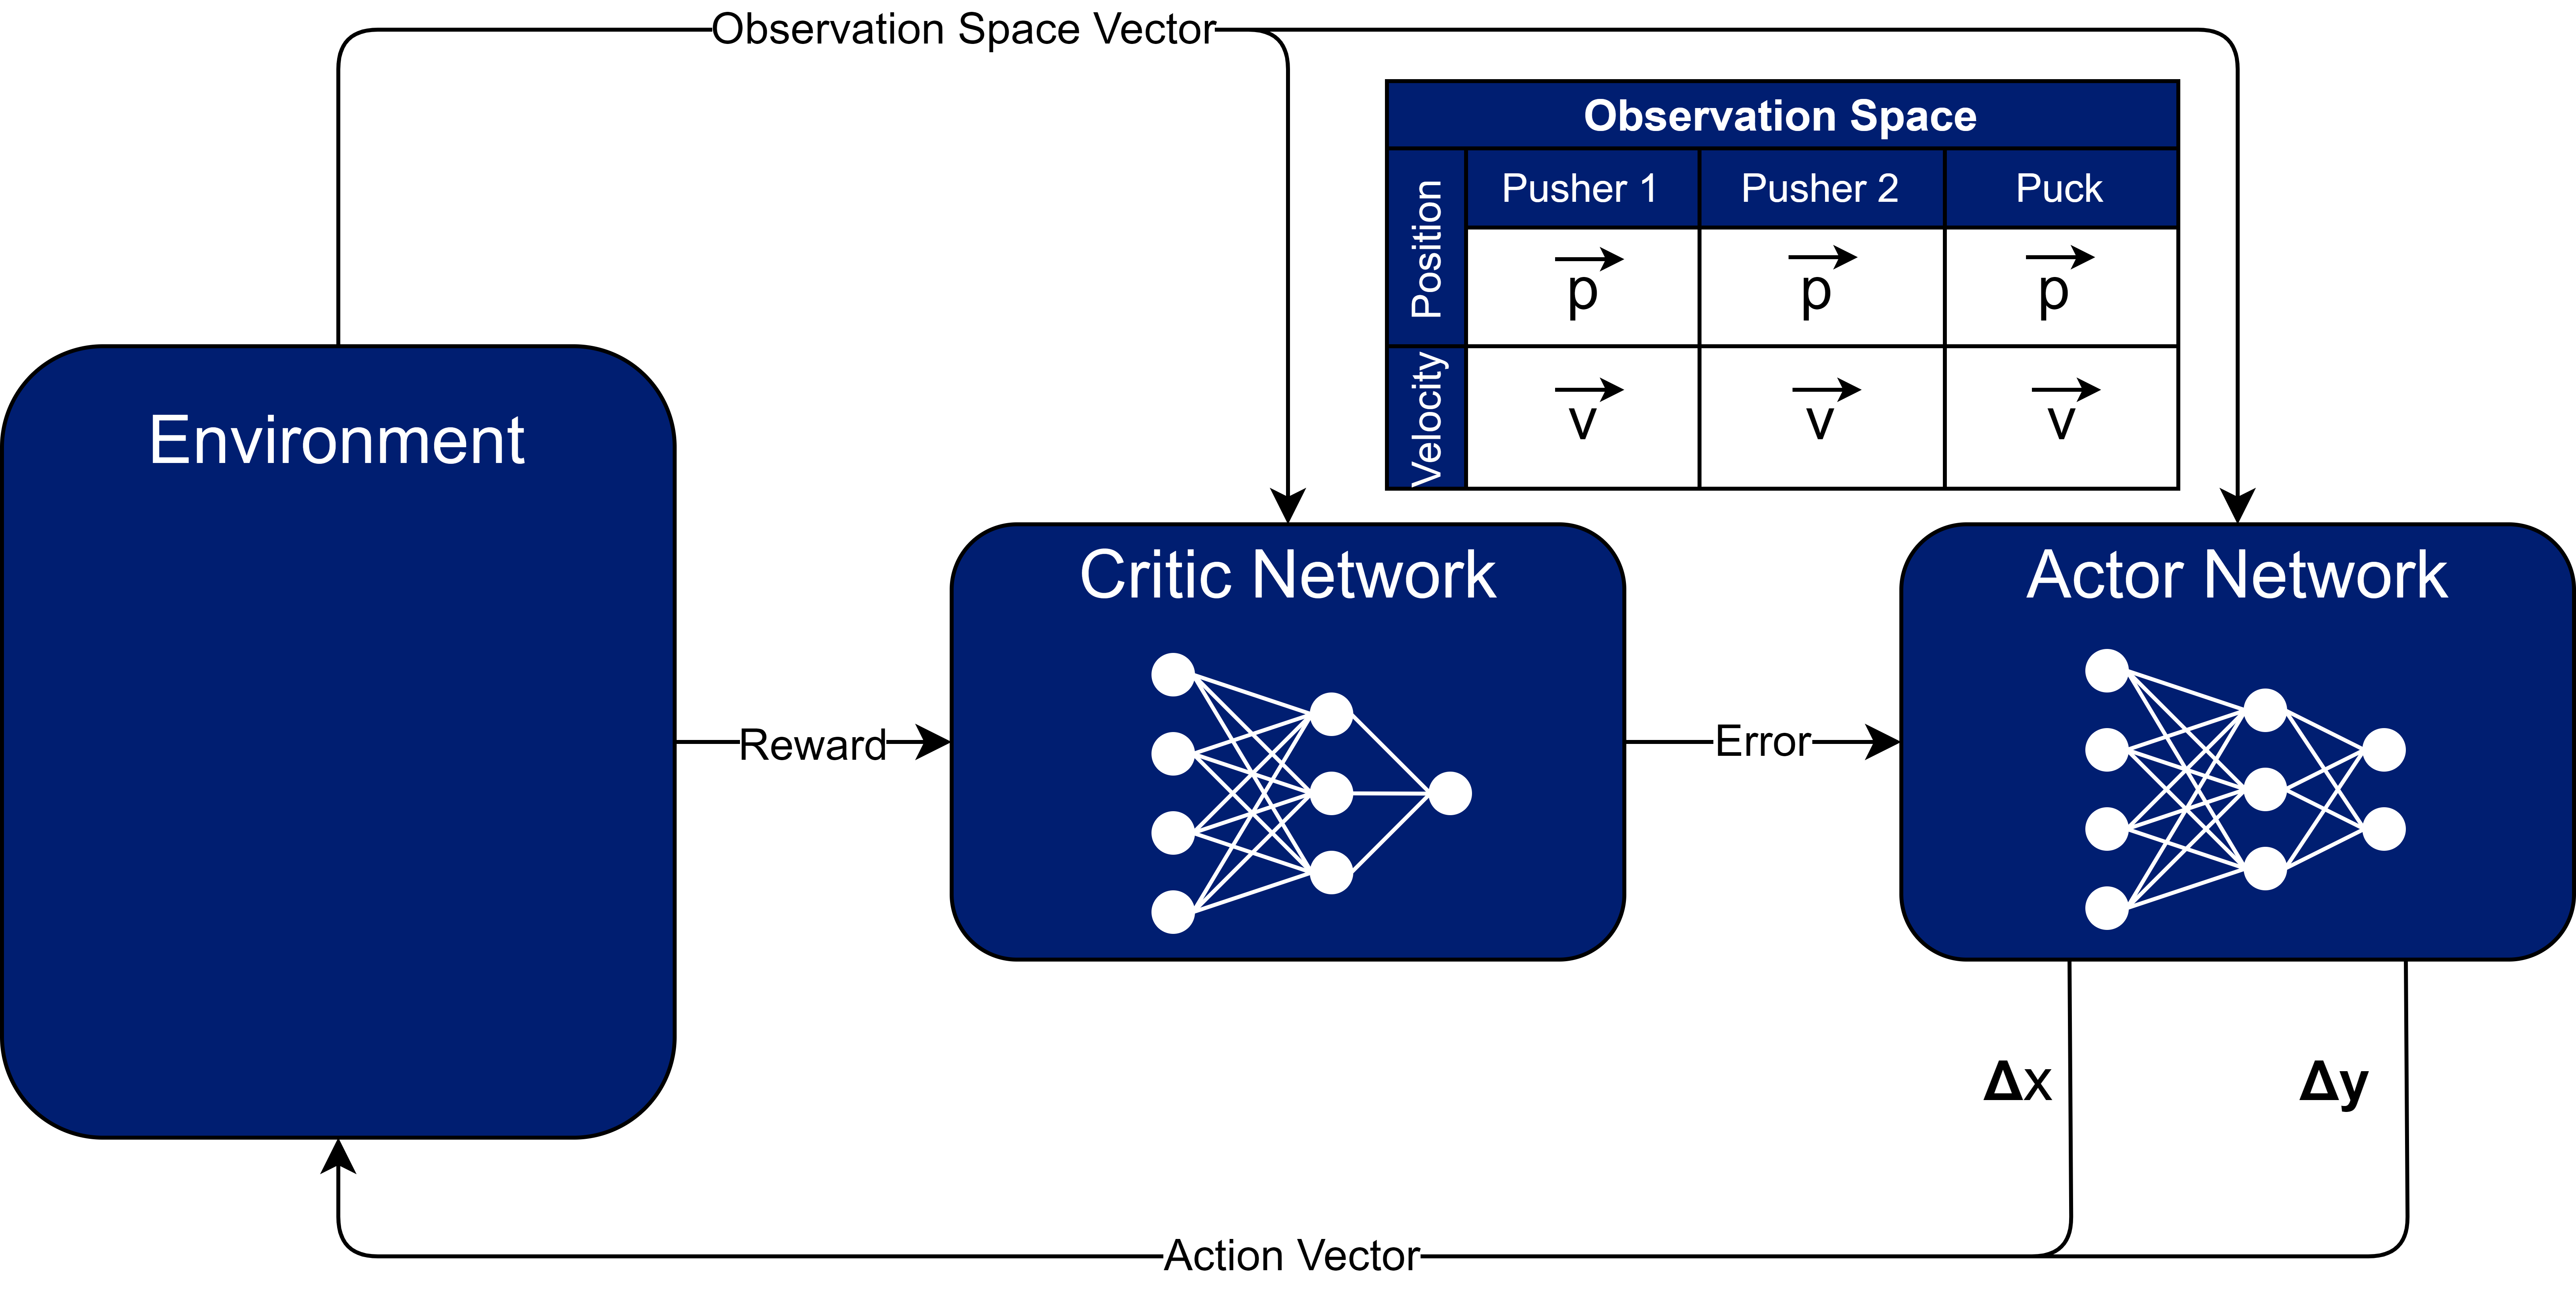 Observation Space Vector
Observation Space
Pusher 1
Pusher 2
Puck
Position
p
p
p
Velocity
v
v
v
Environment
Critic Network
Actor Network
Reward
Error
Δx
Δy
Action Vector